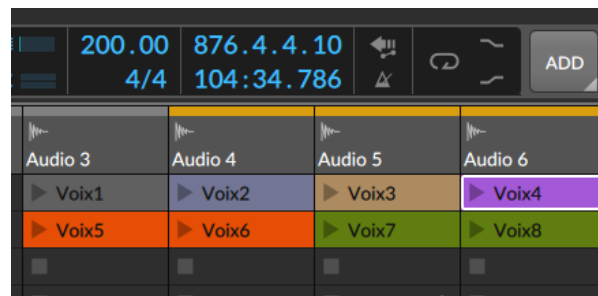 200.00 876.4.4.10
4/4 104:34.786
ADD
Audio 3 Audio 4 Audio 5 Audio 6
Voix1 Voix2 Voix3 Voix4
Voix5 Voix6 Voix7 Voix8